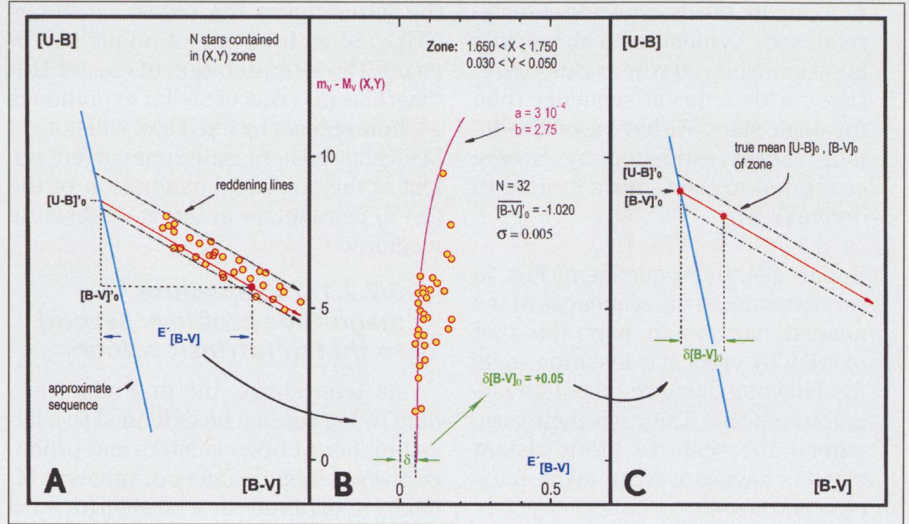 [U-B]
stars contained
in (X,Y) zone
[U-B]'₀
reddening lines
[B-V]'₀
E' [B-V]
approximate
sequence
A
[B-V]
mᵥ - Mᵥ (X,Y)
Zone: 1.650 < X < 1.750
0.030 < Y < 0.050
a = 3 10
b = 2.75
10
N = 32
[B-V]'₀ = -1.020
σ = 0.005
5
δ[B-V]₀ = +0.05
0
δ
B
0
E' [B-V]
0.5
[U-B]
true mean [U-B]₀ , [B-V]₀
of zone
[U-B]'₀
[B-V]'₀
δ[B-V]₀
C
[B-V]